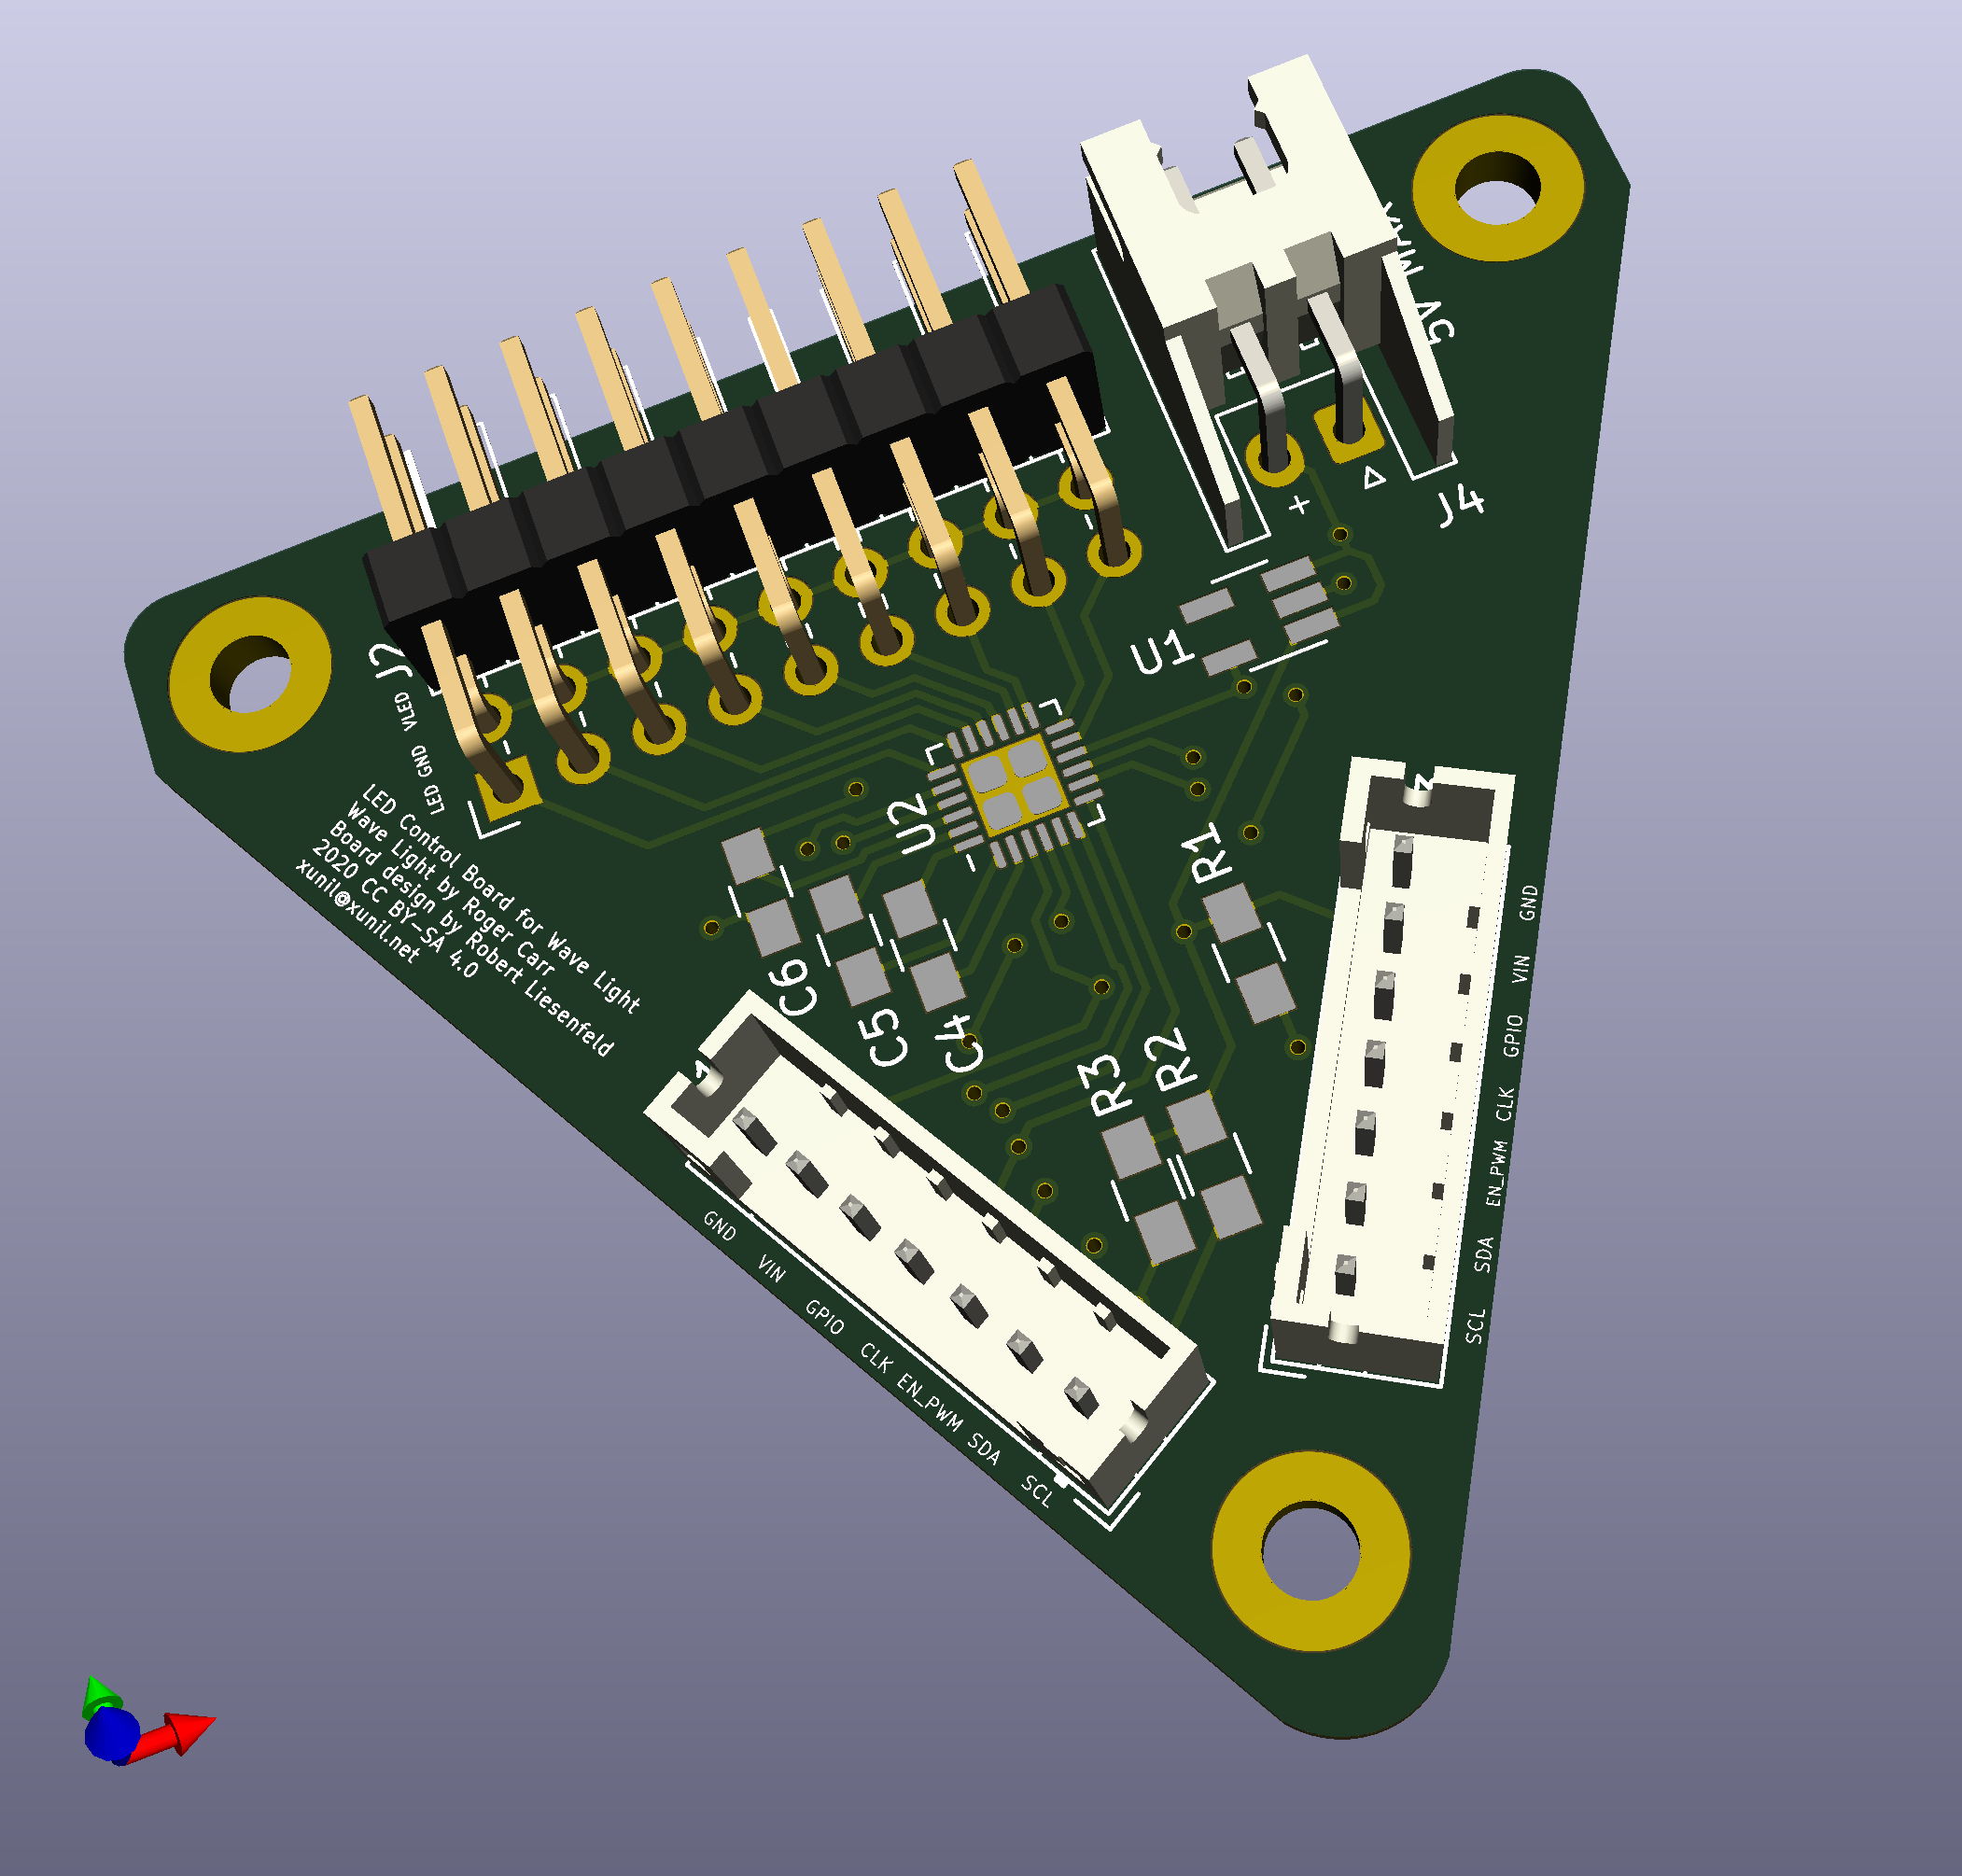 J4
U1
J2
LED GND
VLED
LED Control Board for Wave Light
Wave Light by Roger Carr
Board design by Robert Liesenfeld
2020 CC BY-SA 4.0
xunil@xunil.net
U2
R1
C6
C5
C4
R3
R2
GND
VIN
GPIO
CLK
EN_PWM
SDA
SCL
GND
VIN
GPIO
CLK
EN_PWM
SDA
SCL
+